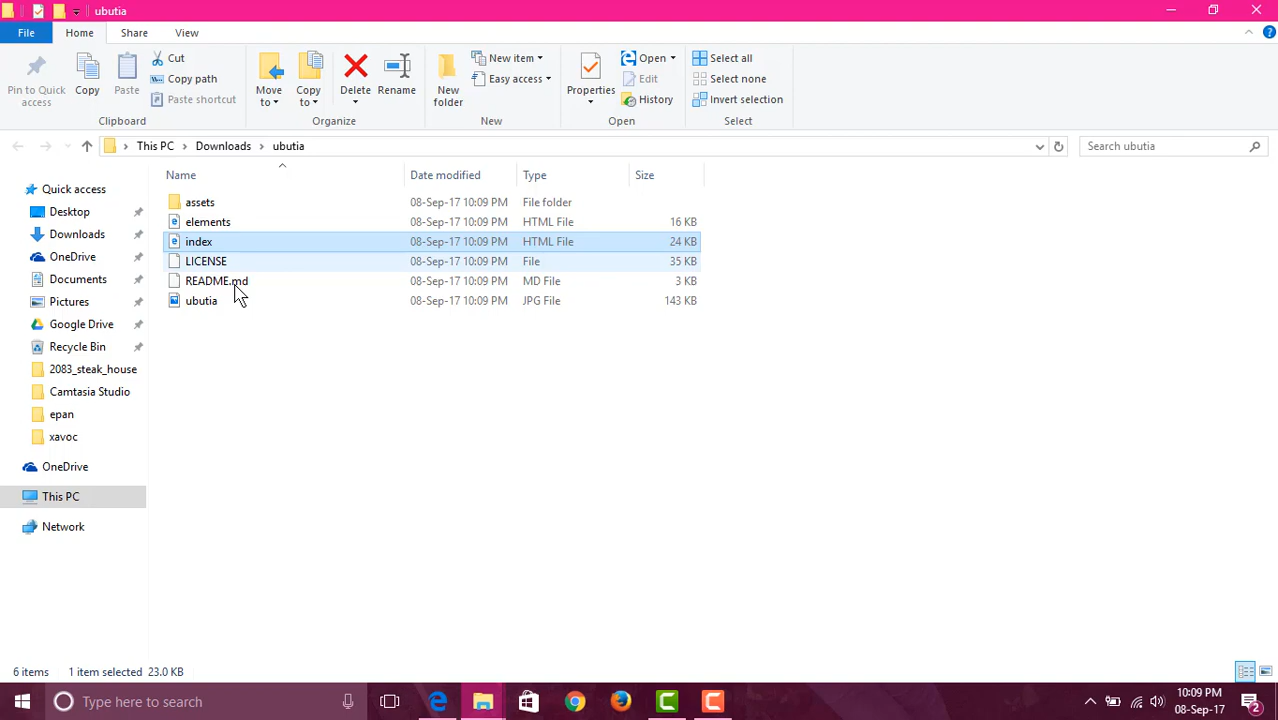 ubutia
File Home Share View
Pin to Quick access
Copy
Paste
Cut
Copy path
Paste shortcut
Clipboard
Move to
Copy to
Delete
Rename
Organize
New folder
New item
Easy access
New
Properties
Open
Edit
History
Open
Select all
Select none
Invert selection
Select
This PC Downloads ubutia
Search ubutia
Name Date modified Type Size
assets 08-Sep-17 10:09 PM File folder
elements 08-Sep-17 10:09 PM HTML File 16 KB
index 08-Sep-17 10:09 PM HTML File 24 KB
LICENSE 08-Sep-17 10:09 PM File 35 KB
README.md 08-Sep-17 10:09 PM MD File 3 KB
ubutia 08-Sep-17 10:09 PM JPG File 143 KB
Quick access
Desktop
Downloads
OneDrive
Documents
Pictures
Google Drive
Recycle Bin
2083_steak_house
Camtasia Studio
epan
xavoc
OneDrive
This PC
Network
6 items 1 item selected 23.0 KB
Type here to search
10:09 PM
08-Sep-17
2